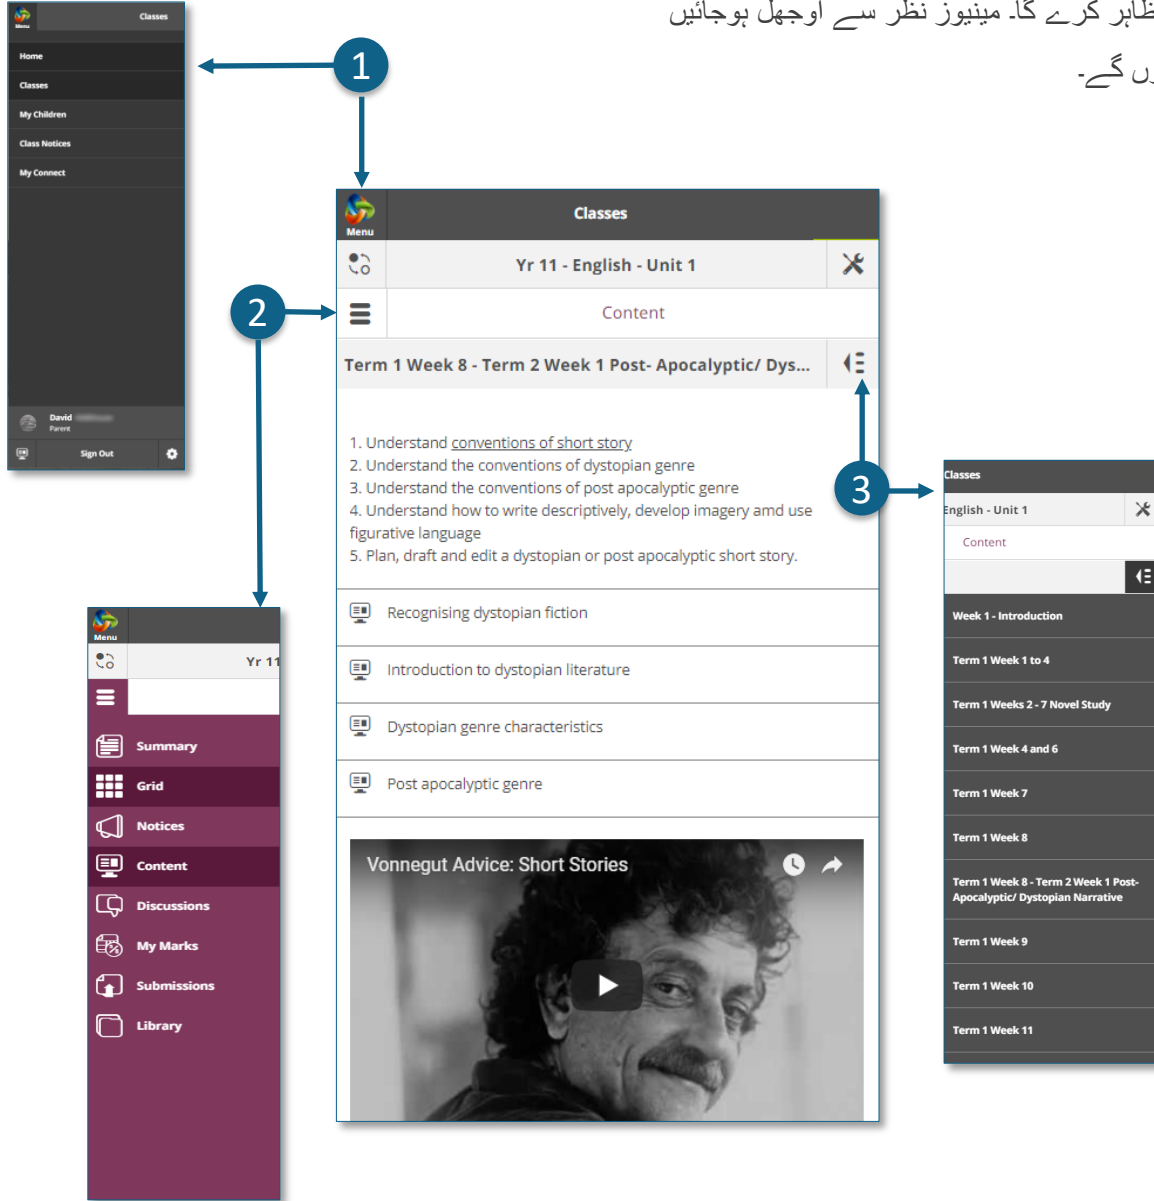 ظاہر کرے گا۔ مینیوز نظر سے اوجھل ہوجائیں
وں گے۔
Menu
Classes
Home
Classes
My Children
Class Notices
My Connect
David
Parent
Sign Out
1
Menu
Classes
Yr 11 - English - Unit 1
2
Content
Term 1 Week 8 - Term 2 Week 1 Post- Apocalyptic/ Dys...
1. Understand conventions of short story
2. Understand the conventions of dystopian genre
3. Understand the conventions of post apocalyptic genre
4. Understand how to write descriptively, develop imagery amd use
figurative language
5. Plan, draft and edit a dystopian or post apocalyptic short story.
Recognising dystopian fiction
Introduction to dystopian literature
Dystopian genre characteristics
Post apocalyptic genre
Vonnegut Advice: Short Stories
3
Classes
English - Unit 1
Content
Week 1 - Introduction
Term 1 Week 1 to 4
Term 1 Weeks 2 - 7 Novel Study
Term 1 Week 4 and 6
Term 1 Week 7
Term 1 Week 8
Term 1 Week 8 - Term 2 Week 1 Post-
Apocalyptic/ Dystopian Narrative
Term 1 Week 9
Term 1 Week 10
Term 1 Week 11
Menu
Yr 11
Summary
Grid
Notices
Content
Discussions
My Marks
Submissions
Library